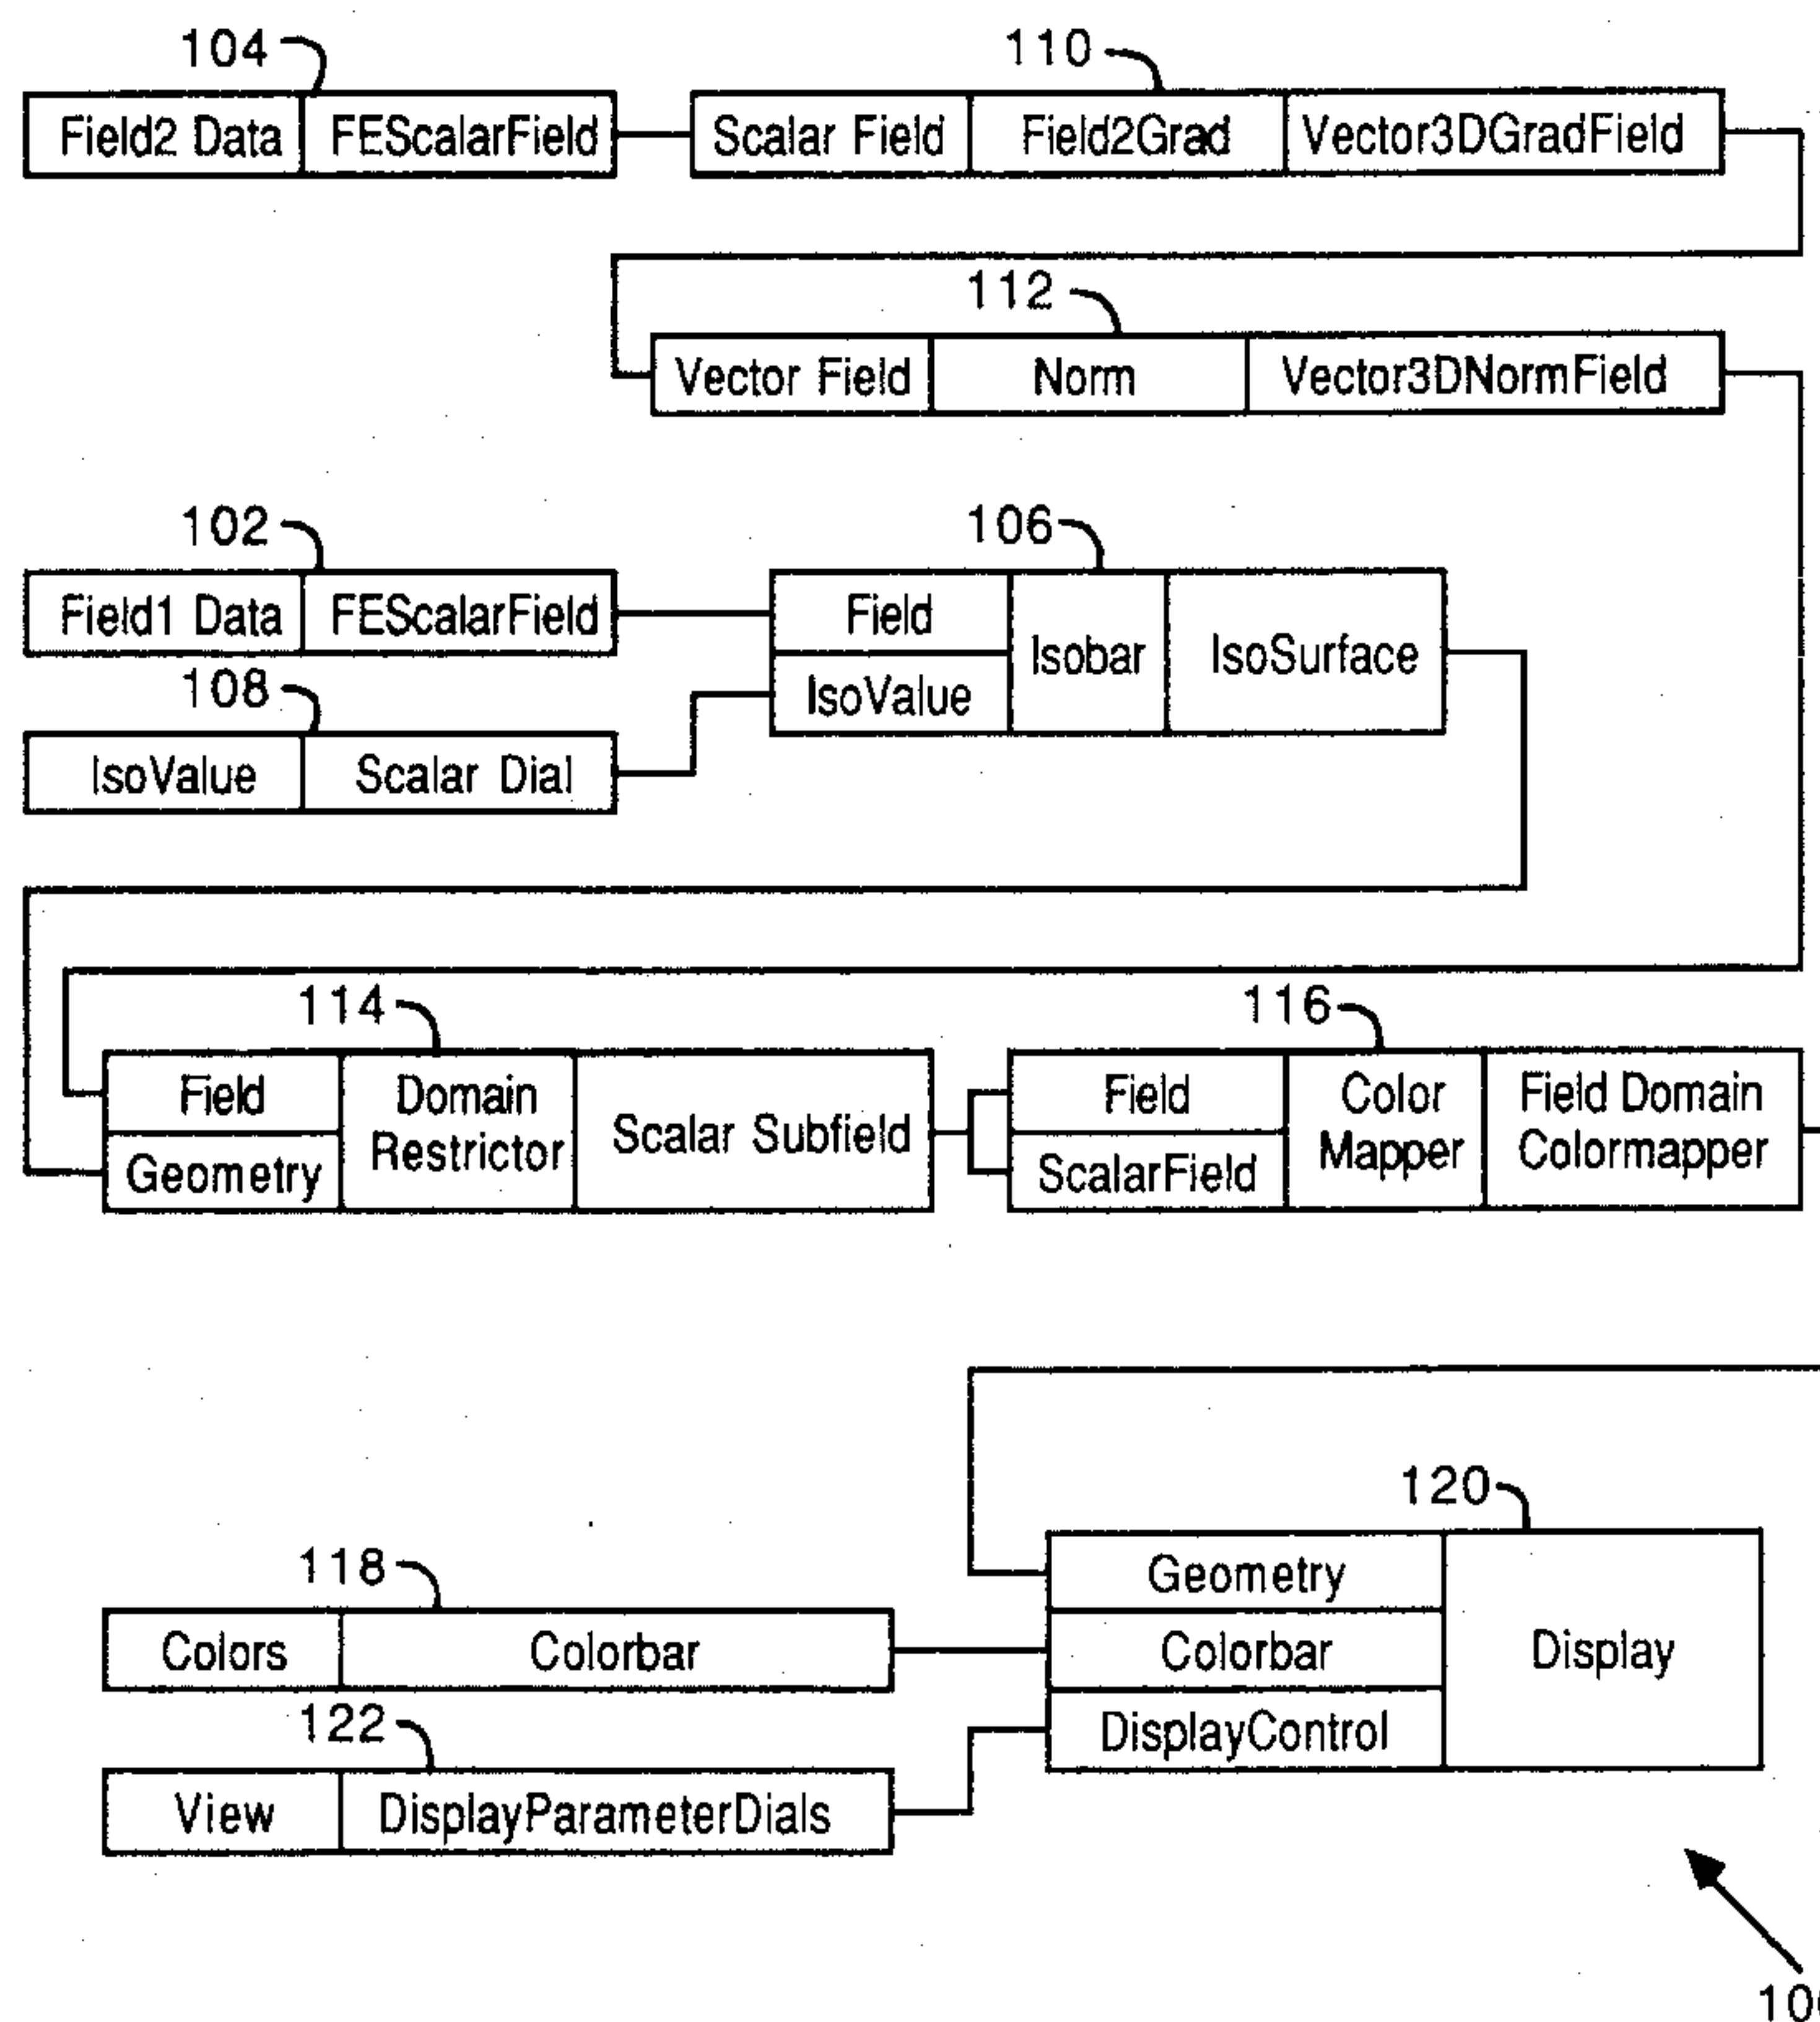 104
110
Field2 Data FEScalarField Scalar Field Field2Grad Vector3DGradField
112
Vector Field Norm Vector3DNormField
102
106
Field1 Data FEScalarField Field Isobar IsoSurface
IsoValue
108
IsoValue Scalar Dial
114
116
Field Domain Restrictor Scalar Subfield Field Color Mapper Field Domain Colormapper
Geometry ScalarField
120
118
Geometry
Colors Colorbar Colorbar Display
122
DisplayControl
View DisplayParameterDials